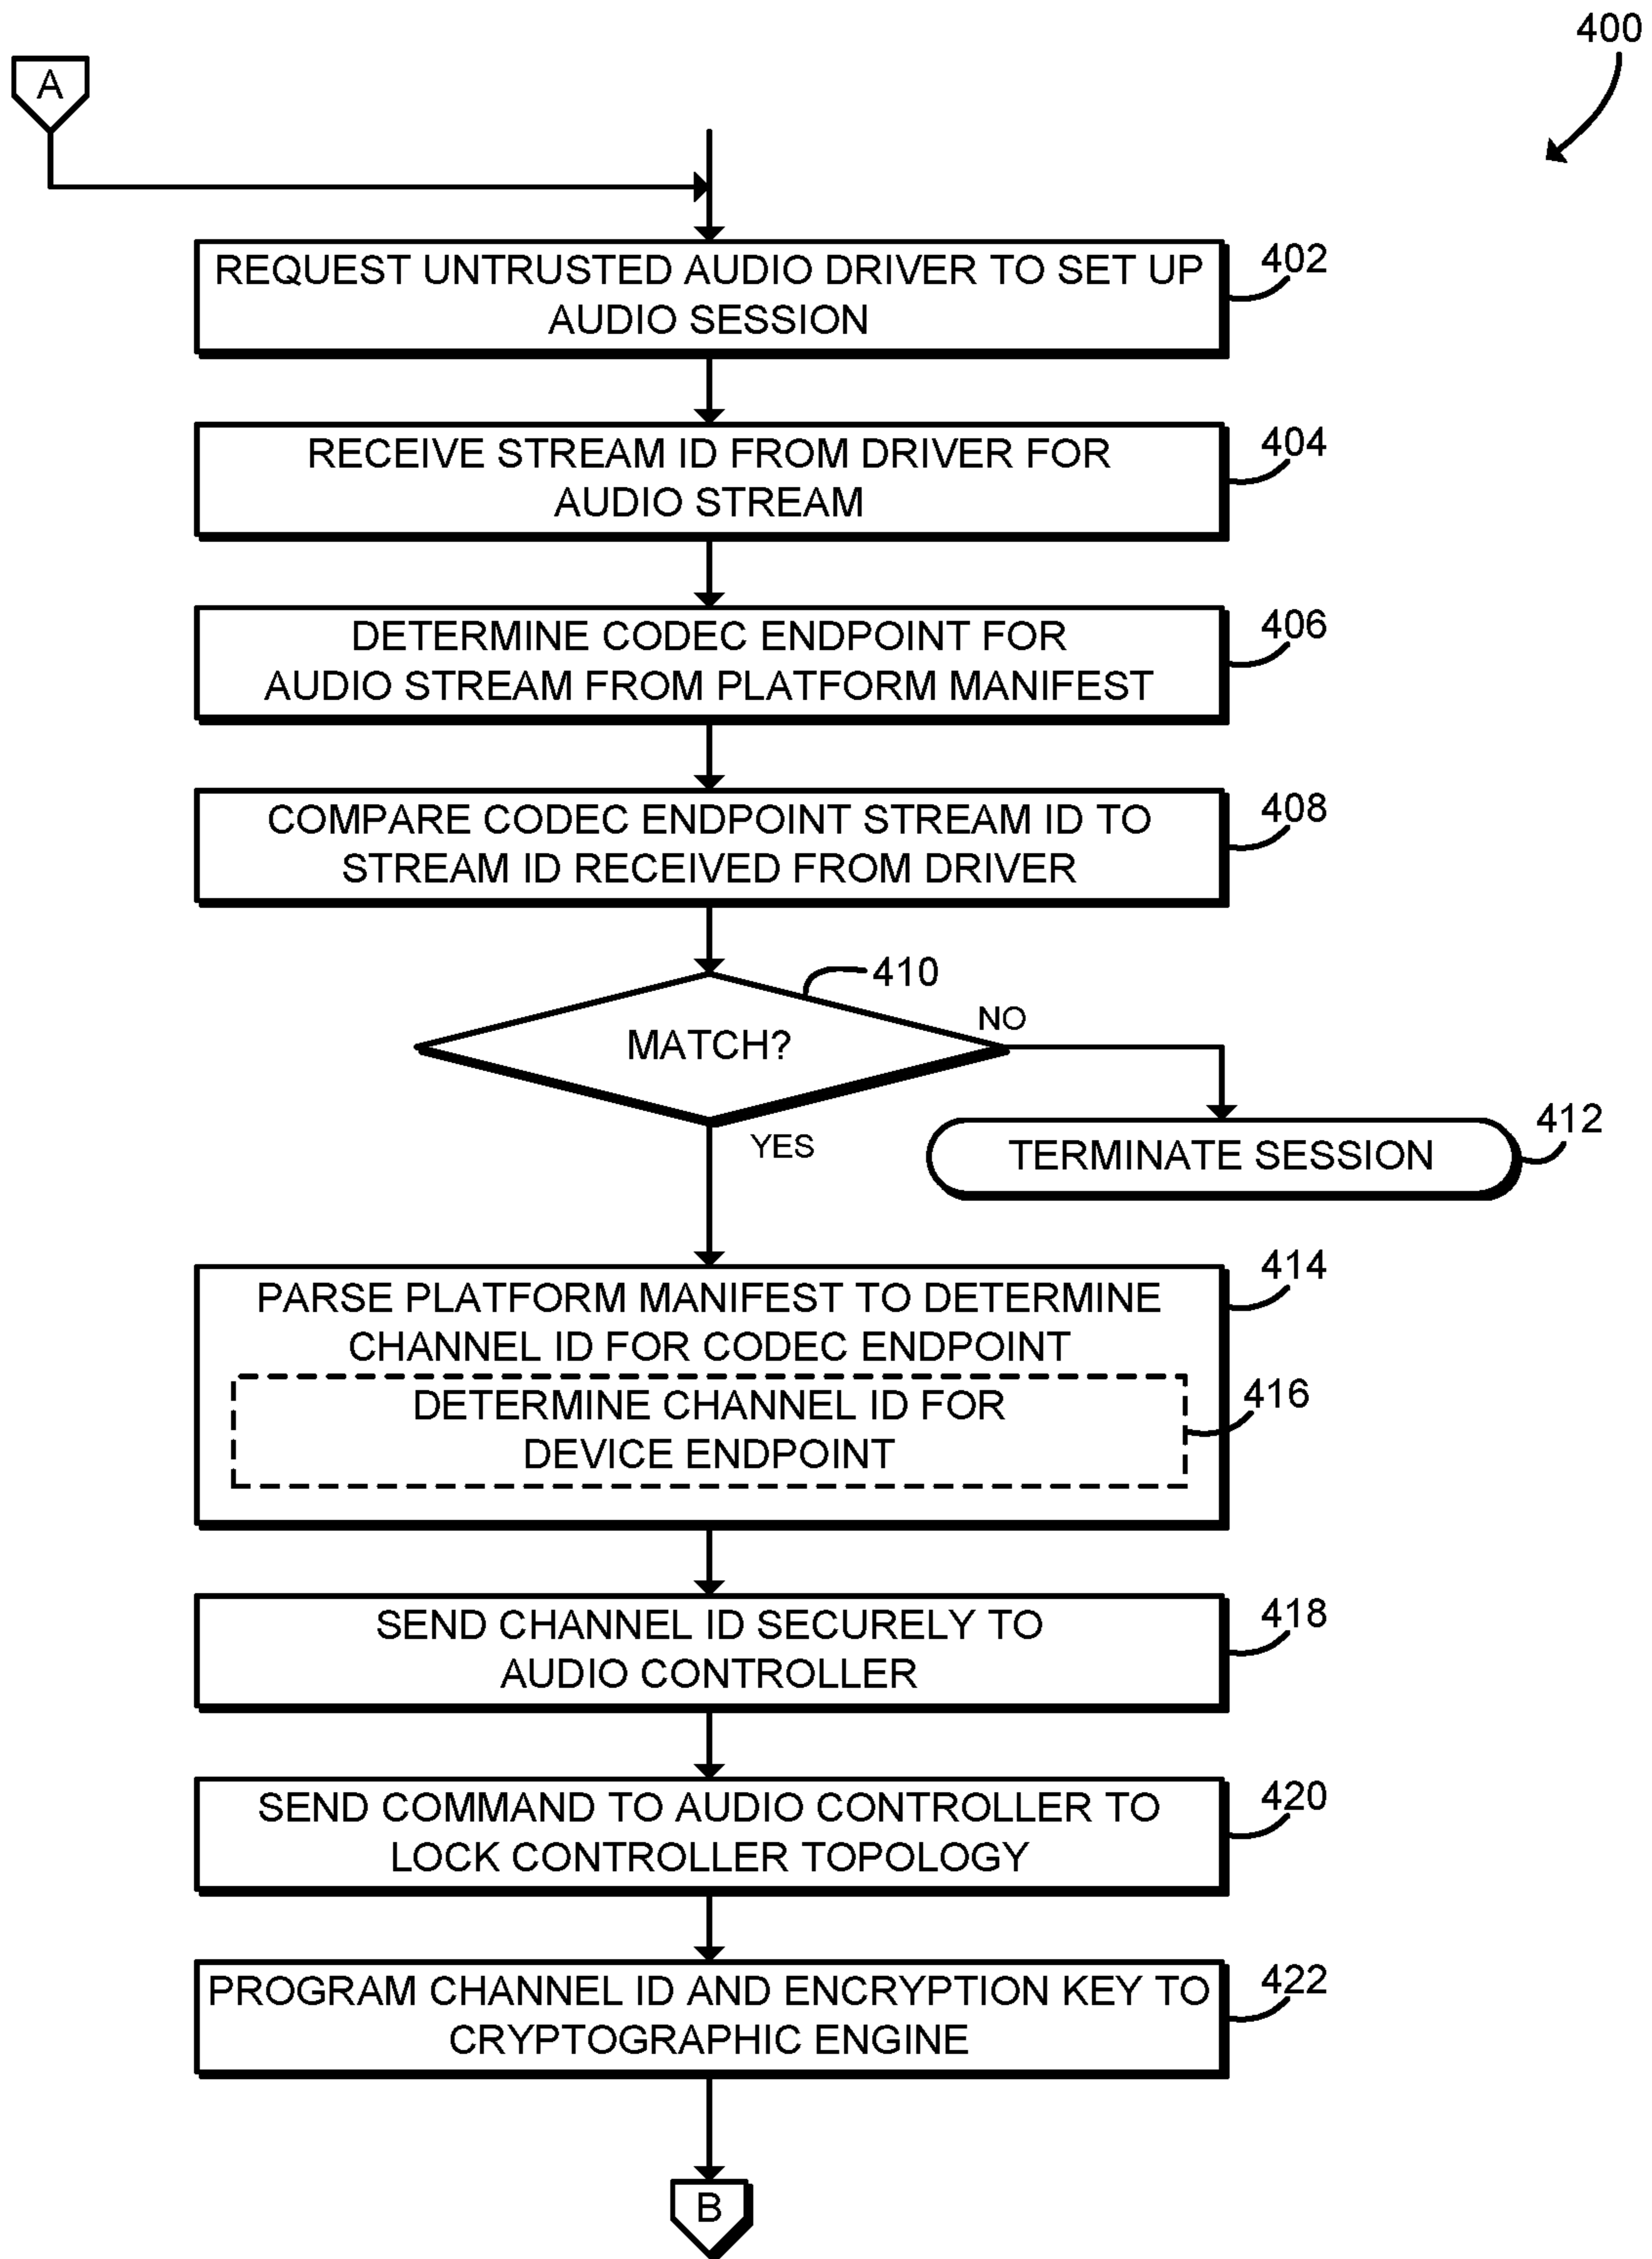 400
A
REQUEST UNTRUSTED AUDIO DRIVER TO SET UP
AUDIO SESSION
402
RECEIVE STREAM ID FROM DRIVER FOR
AUDIO STREAM
404
DETERMINE CODEC ENDPOINT FOR
AUDIO STREAM FROM PLATFORM MANIFEST
406
COMPARE CODEC ENDPOINT STREAM ID TO
STREAM ID RECEIVED FROM DRIVER
408
410
MATCH?
NO
YES
TERMINATE SESSION
412
PARSE PLATFORM MANIFEST TO DETERMINE
CHANNEL ID FOR CODEC ENDPOINT
414
DETERMINE CHANNEL ID FOR
DEVICE ENDPOINT
416
SEND CHANNEL ID SECURELY TO
AUDIO CONTROLLER
418
SEND COMMAND TO AUDIO CONTROLLER TO
LOCK CONTROLLER TOPOLOGY
420
PROGRAM CHANNEL ID AND ENCRYPTION KEY TO
CRYPTOGRAPHIC ENGINE
422
B